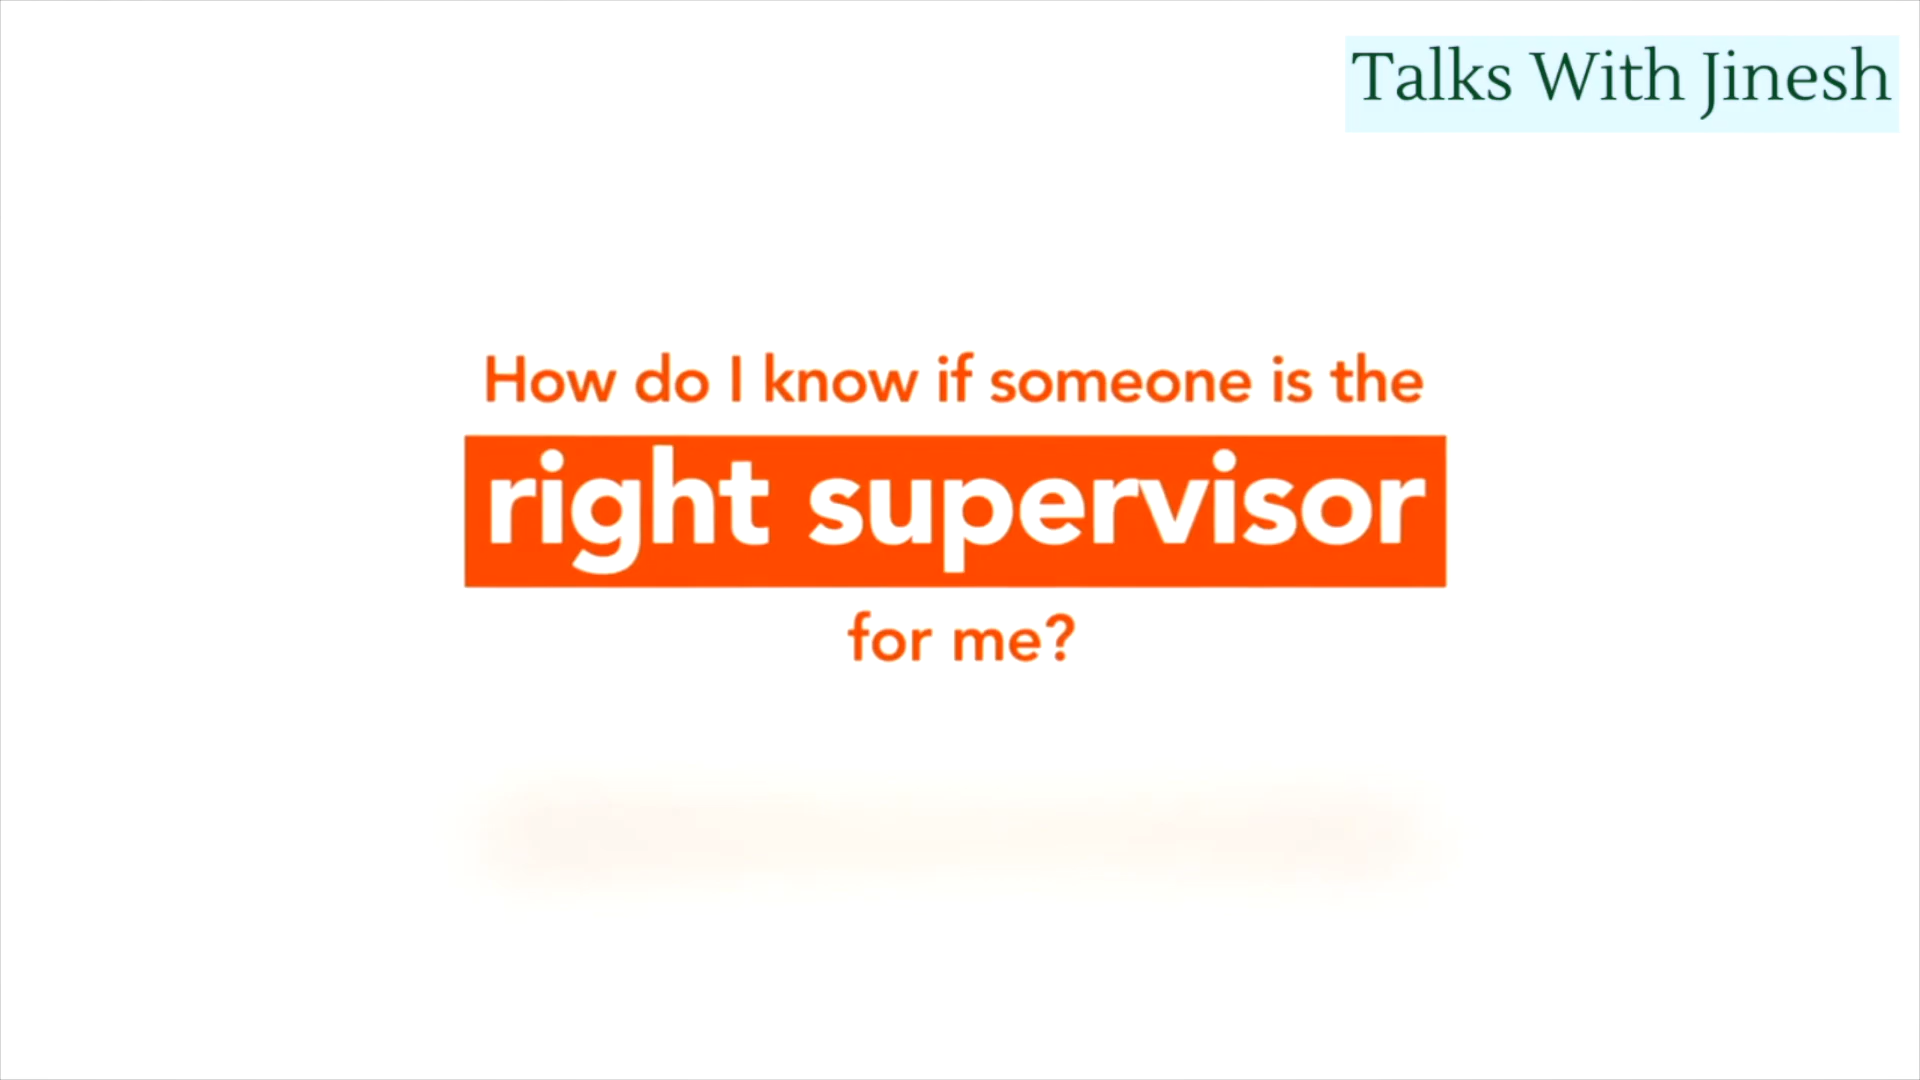 Talks With Jinesh
How do I know if someone is the
right supervisor
for me?